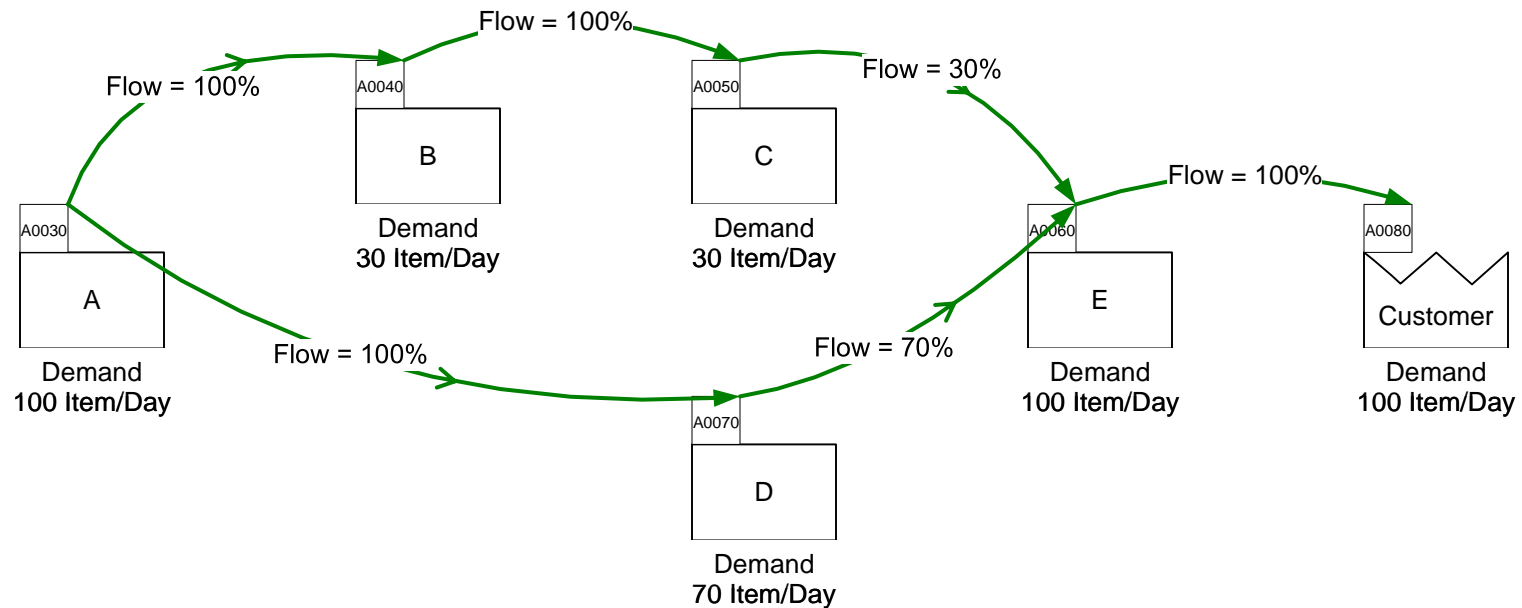 Flow = 100%
Flow = 30%
Flow = 100%
A0040
A0050
B
C
Flow = 100%
Demand
30 Item/Day
Demand
30 Item/Day
A0030
A0060
A0080
A
E
Customer
Flow = 100%
Flow = 70%
Demand
100 Item/Day
Demand
100 Item/Day
Demand
100 Item/Day
A0070
D
Demand
70 Item/Day